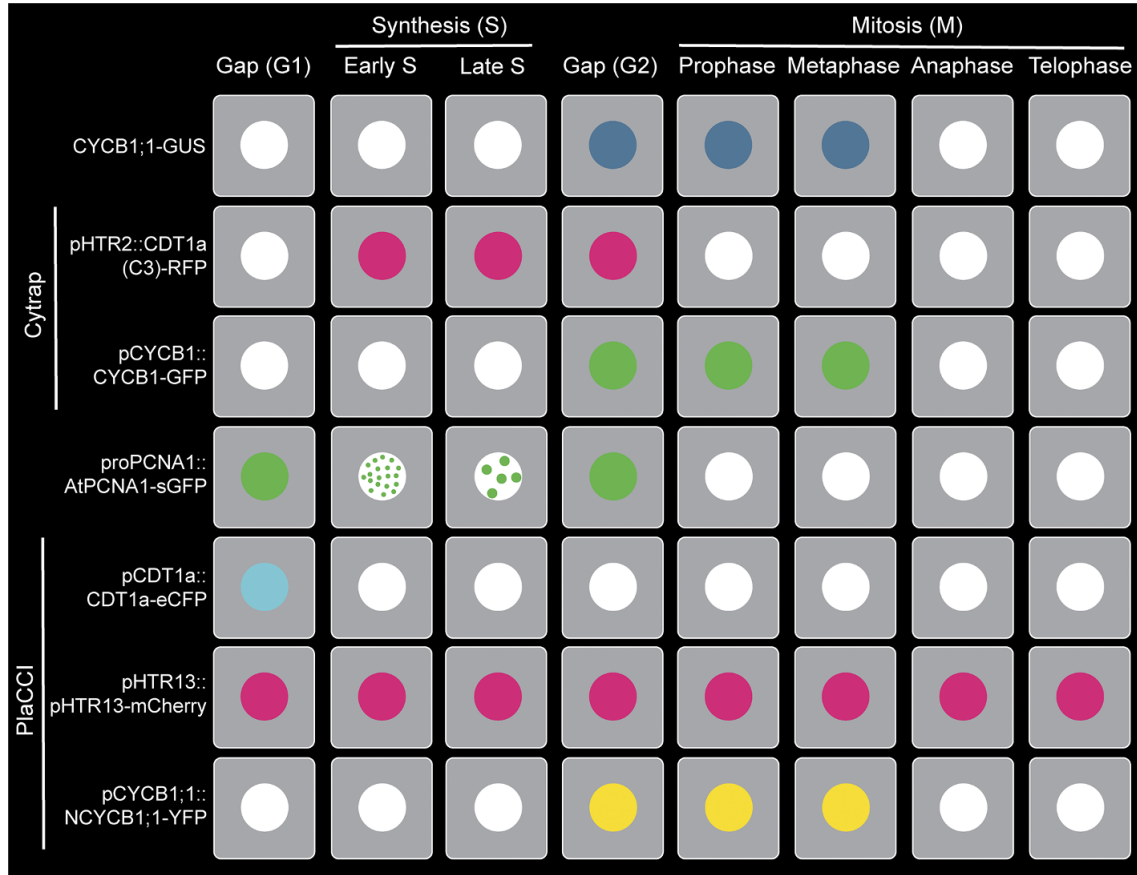 Synthesis (S)
Mitosis (M)
Gap (G1)
Early S
Late S
Gap (G2)
Prophase
Metaphase
Anaphase
Telophase
CYCB1;1-GUS
Cytrap
pHTR2::CDT1a
(C3)-RFP
pCYCB1::
CYCB1-GFP
proPCNA1::
AtPCNA1-sGFP
PlaCCI
pCDT1a::
CDT1a-eCFP
pHTR13::
pHTR13-mCherry
pCYCB1;1::
NCYCB1;1-YFP